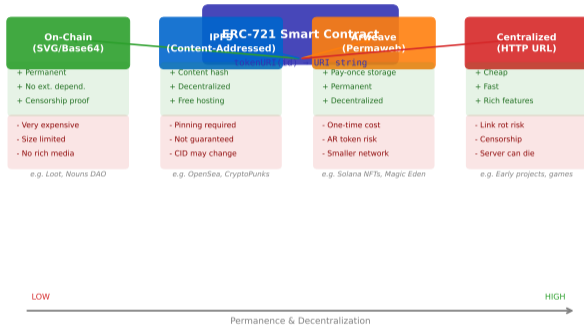 ERC-721 Smart Contract
URI string
On-Chain
(SVG/Base64)
+ Permanent
+ No ext. depend.
+ Censorship proof
- Very expensive
- Size limited
- No rich media
e.g. Loot, Nouns DAO
IPFS
(Content-Addressed)
+ Content hash
+ Decentralized
+ Free hosting
- Pinning required
- Not guaranteed
- CID may change
e.g. OpenSea, CryptoPunks
Arweave
(Permaweb)
+ Pay-once storage
+ Permanent
+ Decentralized
- One-time cost
- AR token risk
- Smaller network
e.g. Solana NFTs, Magic Eden
Centralized
(HTTP URL)
+ Cheap
+ Fast
+ Rich features
- Link rot risk
- Censorship
- Server can die
e.g. Early projects, games
LOW
HIGH
Permanence & Decentralization